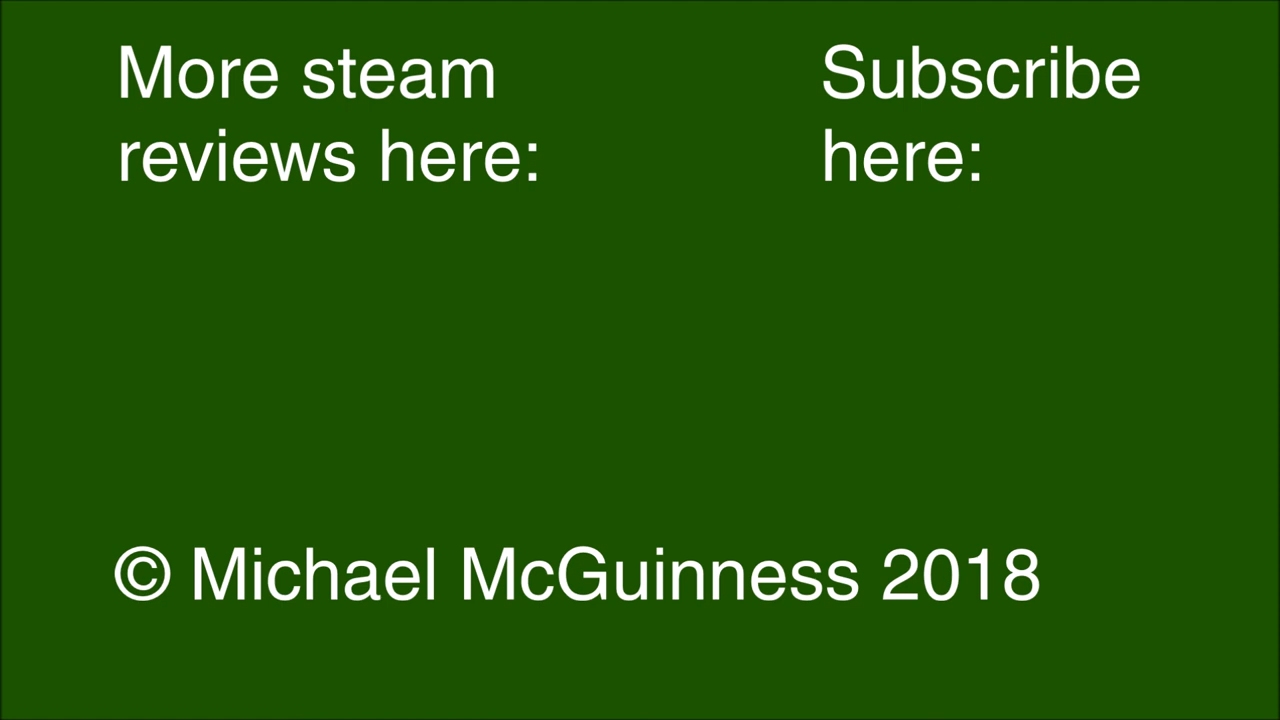 More steam
reviews here:
Subscribe
here:
© Michael McGuinness 2018